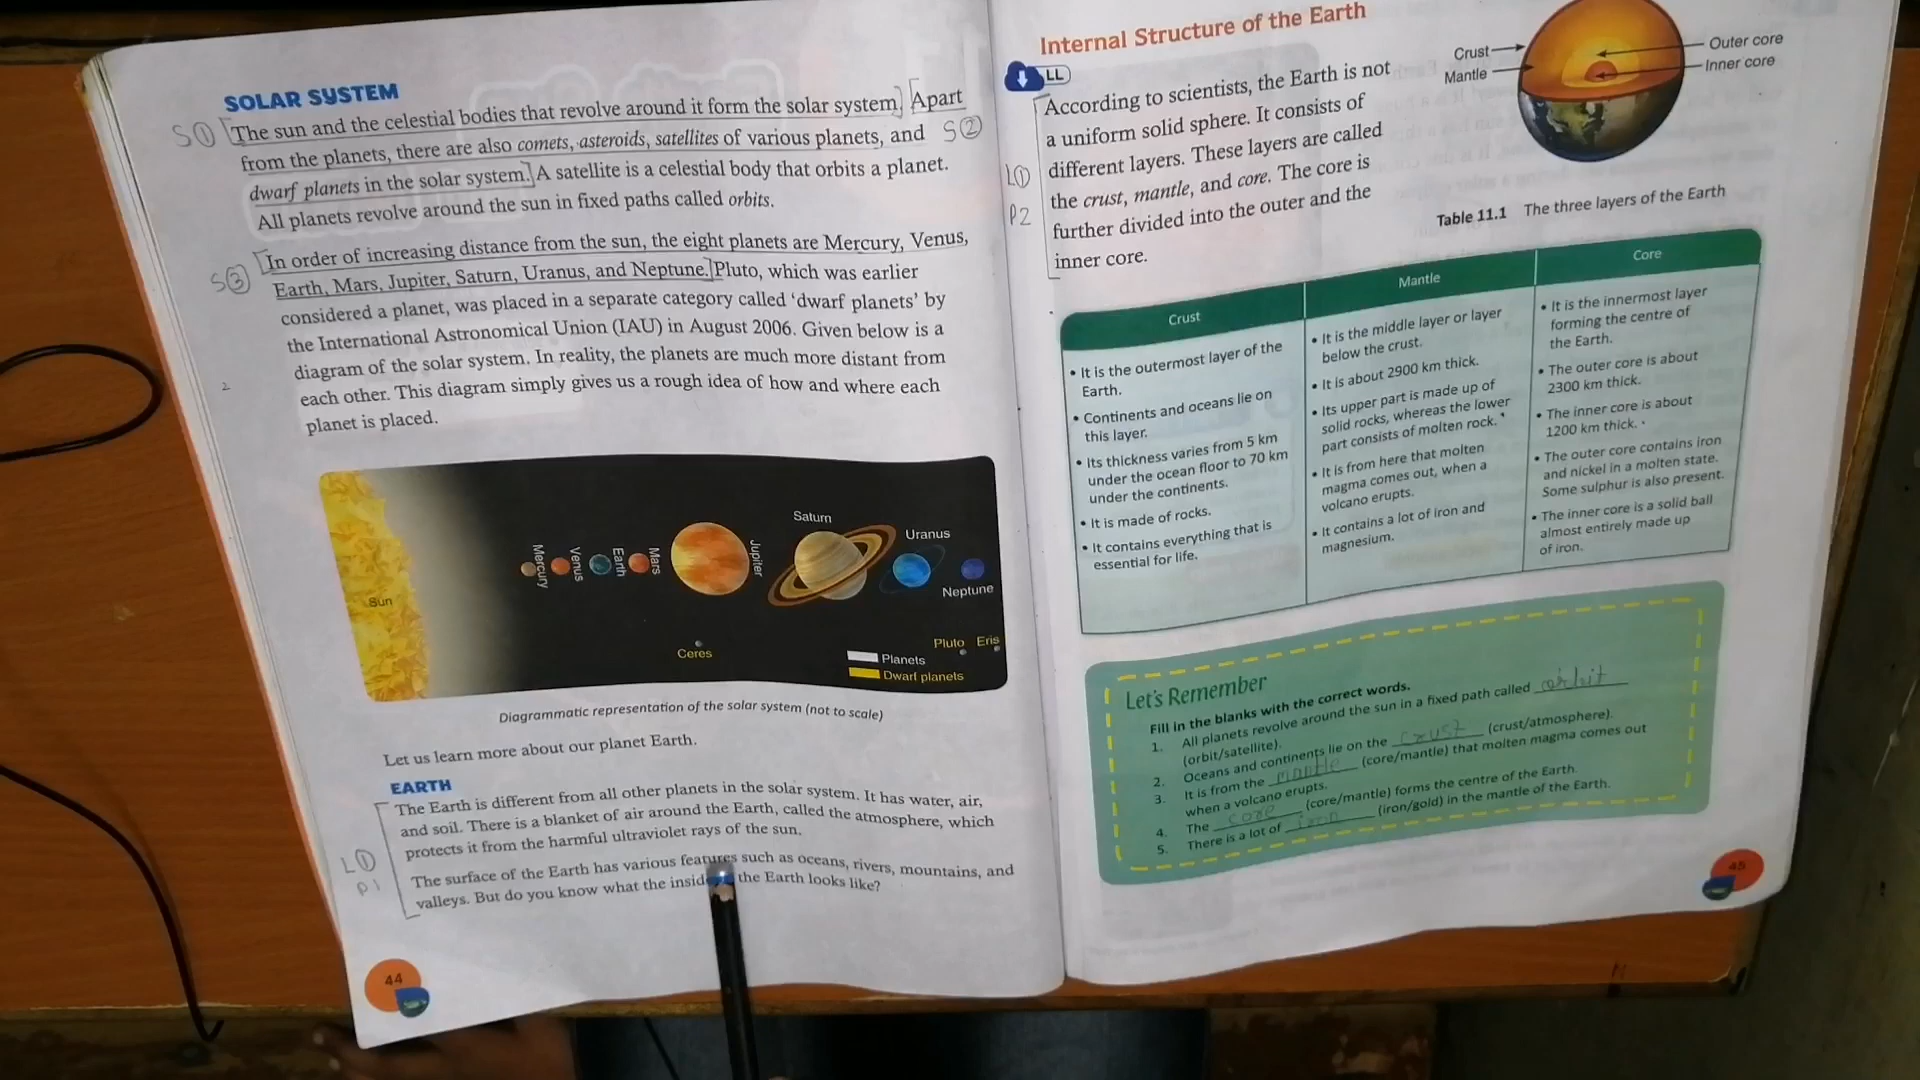 SOLAR SYSTEM
S① The sun and the celestial bodies that revolve around it form the solar system. Apart
from the planets, there are also comets, asteroids, satellites of various planets, and S②
dwarf planets in the solar system. A satellite is a celestial body that orbits a planet.
All planets revolve around the sun in fixed paths called orbits.
S③ In order of increasing distance from the sun, the eight planets are Mercury, Venus,
Earth, Mars, Jupiter, Saturn, Uranus, and Neptune. Pluto, which was earlier
considered a planet, was placed in a separate category called ‘dwarf planets’ by
the International Astronomical Union (IAU) in August 2006. Given below is a
diagram of the solar system. In reality, the planets are much more distant from
2 each other. This diagram simply gives us a rough idea of how and where each
planet is placed.
Sun
Mercury
Venus
Earth
Mars
Jupiter
Saturn
Uranus
Neptune
Ceres
Pluto Eris
Planets
Dwarf planets
Diagrammatic representation of the solar system (not to scale)
Let us learn more about our planet Earth.
EARTH
The Earth is different from all other planets in the solar system. It has water, air,
and soil. There is a blanket of air around the Earth, called the atmosphere, which
protects it from the harmful ultraviolet rays of the sun.
L①
P1
The surface of the Earth has various features such as oceans, rivers, mountains, and
valleys. But do you know what the inside the Earth looks like?
44
Internal Structure of the Earth
LL
According to scientists, the Earth is not
a uniform solid sphere. It consists of
L① different layers. These layers are called
P2 the crust, mantle, and core. The core is
further divided into the outer and the
inner core.
Crust
Mantle
Outer core
Inner core
Table 11.1 The three layers of the Earth
Crust
• It is the outermost layer of the
Earth.
• Continents and oceans lie on
this layer.
• Its thickness varies from 5 km
under the ocean floor to 70 km
under the continents.
• It is made of rocks.
• It contains everything that is
essential for life.
Mantle
• It is the middle layer or layer
below the crust.
• It is about 2900 km thick.
• Its upper part is made up of
solid rocks, whereas the lower
part consists of molten rock.
• It is from here that molten
magma comes out, when a
volcano erupts.
• It contains a lot of iron and
magnesium.
Core
• It is the innermost layer
forming the centre of
the Earth.
• The outer core is about
2300 km thick.
• The inner core is about
1200 km thick.
• The outer core contains iron
and nickel in a molten state.
Some sulphur is also present.
• The inner core is a solid ball
almost entirely made up
of iron.
Let's Remember
Fill in the blanks with the correct words.
1. All planets revolve around the sun in a fixed path called orbit
(orbit/satellite).
2. Oceans and continents lie on the crust (crust/atmosphere).
3. It is from the mantle (core/mantle) that molten magma comes out
when a volcano erupts.
4. The core (core/mantle) forms the centre of the Earth.
5. There is a lot of iron (iron/gold) in the mantle of the Earth.
45